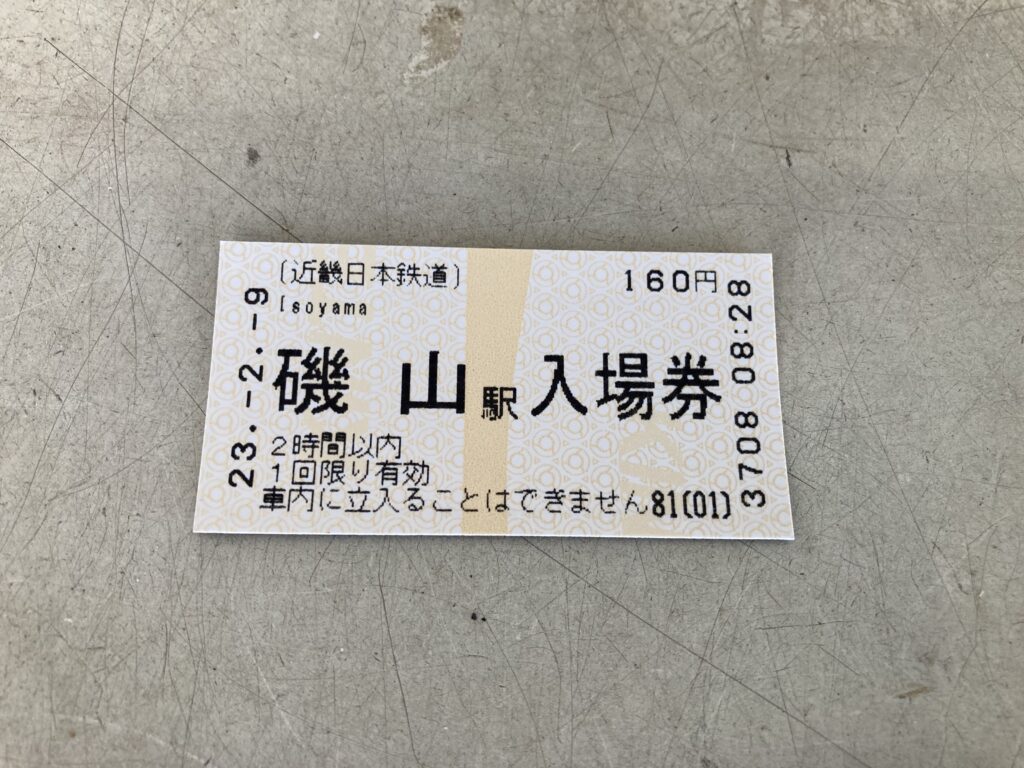 〔近畿日本鉄道〕 160円
Isoyama
磯山駅入場券
2時間以内
1回限り有効
車内に立入ることはできません81(01)
23.-2.-9
3708 08:28